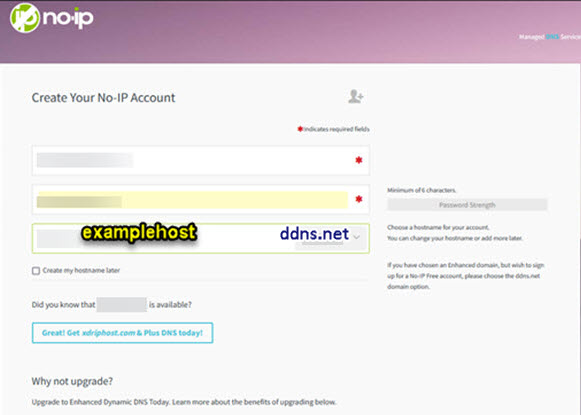 no-ip
Managed DNS Service
Create Your No-IP Account
*Indicates required fields
*
*
Minimum of 6 characters.
Password Strength
examplehost ddns.net
Choose a hostname for your account.
You can change your hostname or add more later.
Create my hostname later
If you have chosen an Enhanced domain, but wish to
sign up for a No-IP Free account, please choose the ddns.net
domain option.
Did you know that is available?
Great! Get xdriphost.com & Plus DNS today!
Why not upgrade?
Upgrade to Enhanced Dynamic DNS Today. Learn more about the benefits of upgrading below.